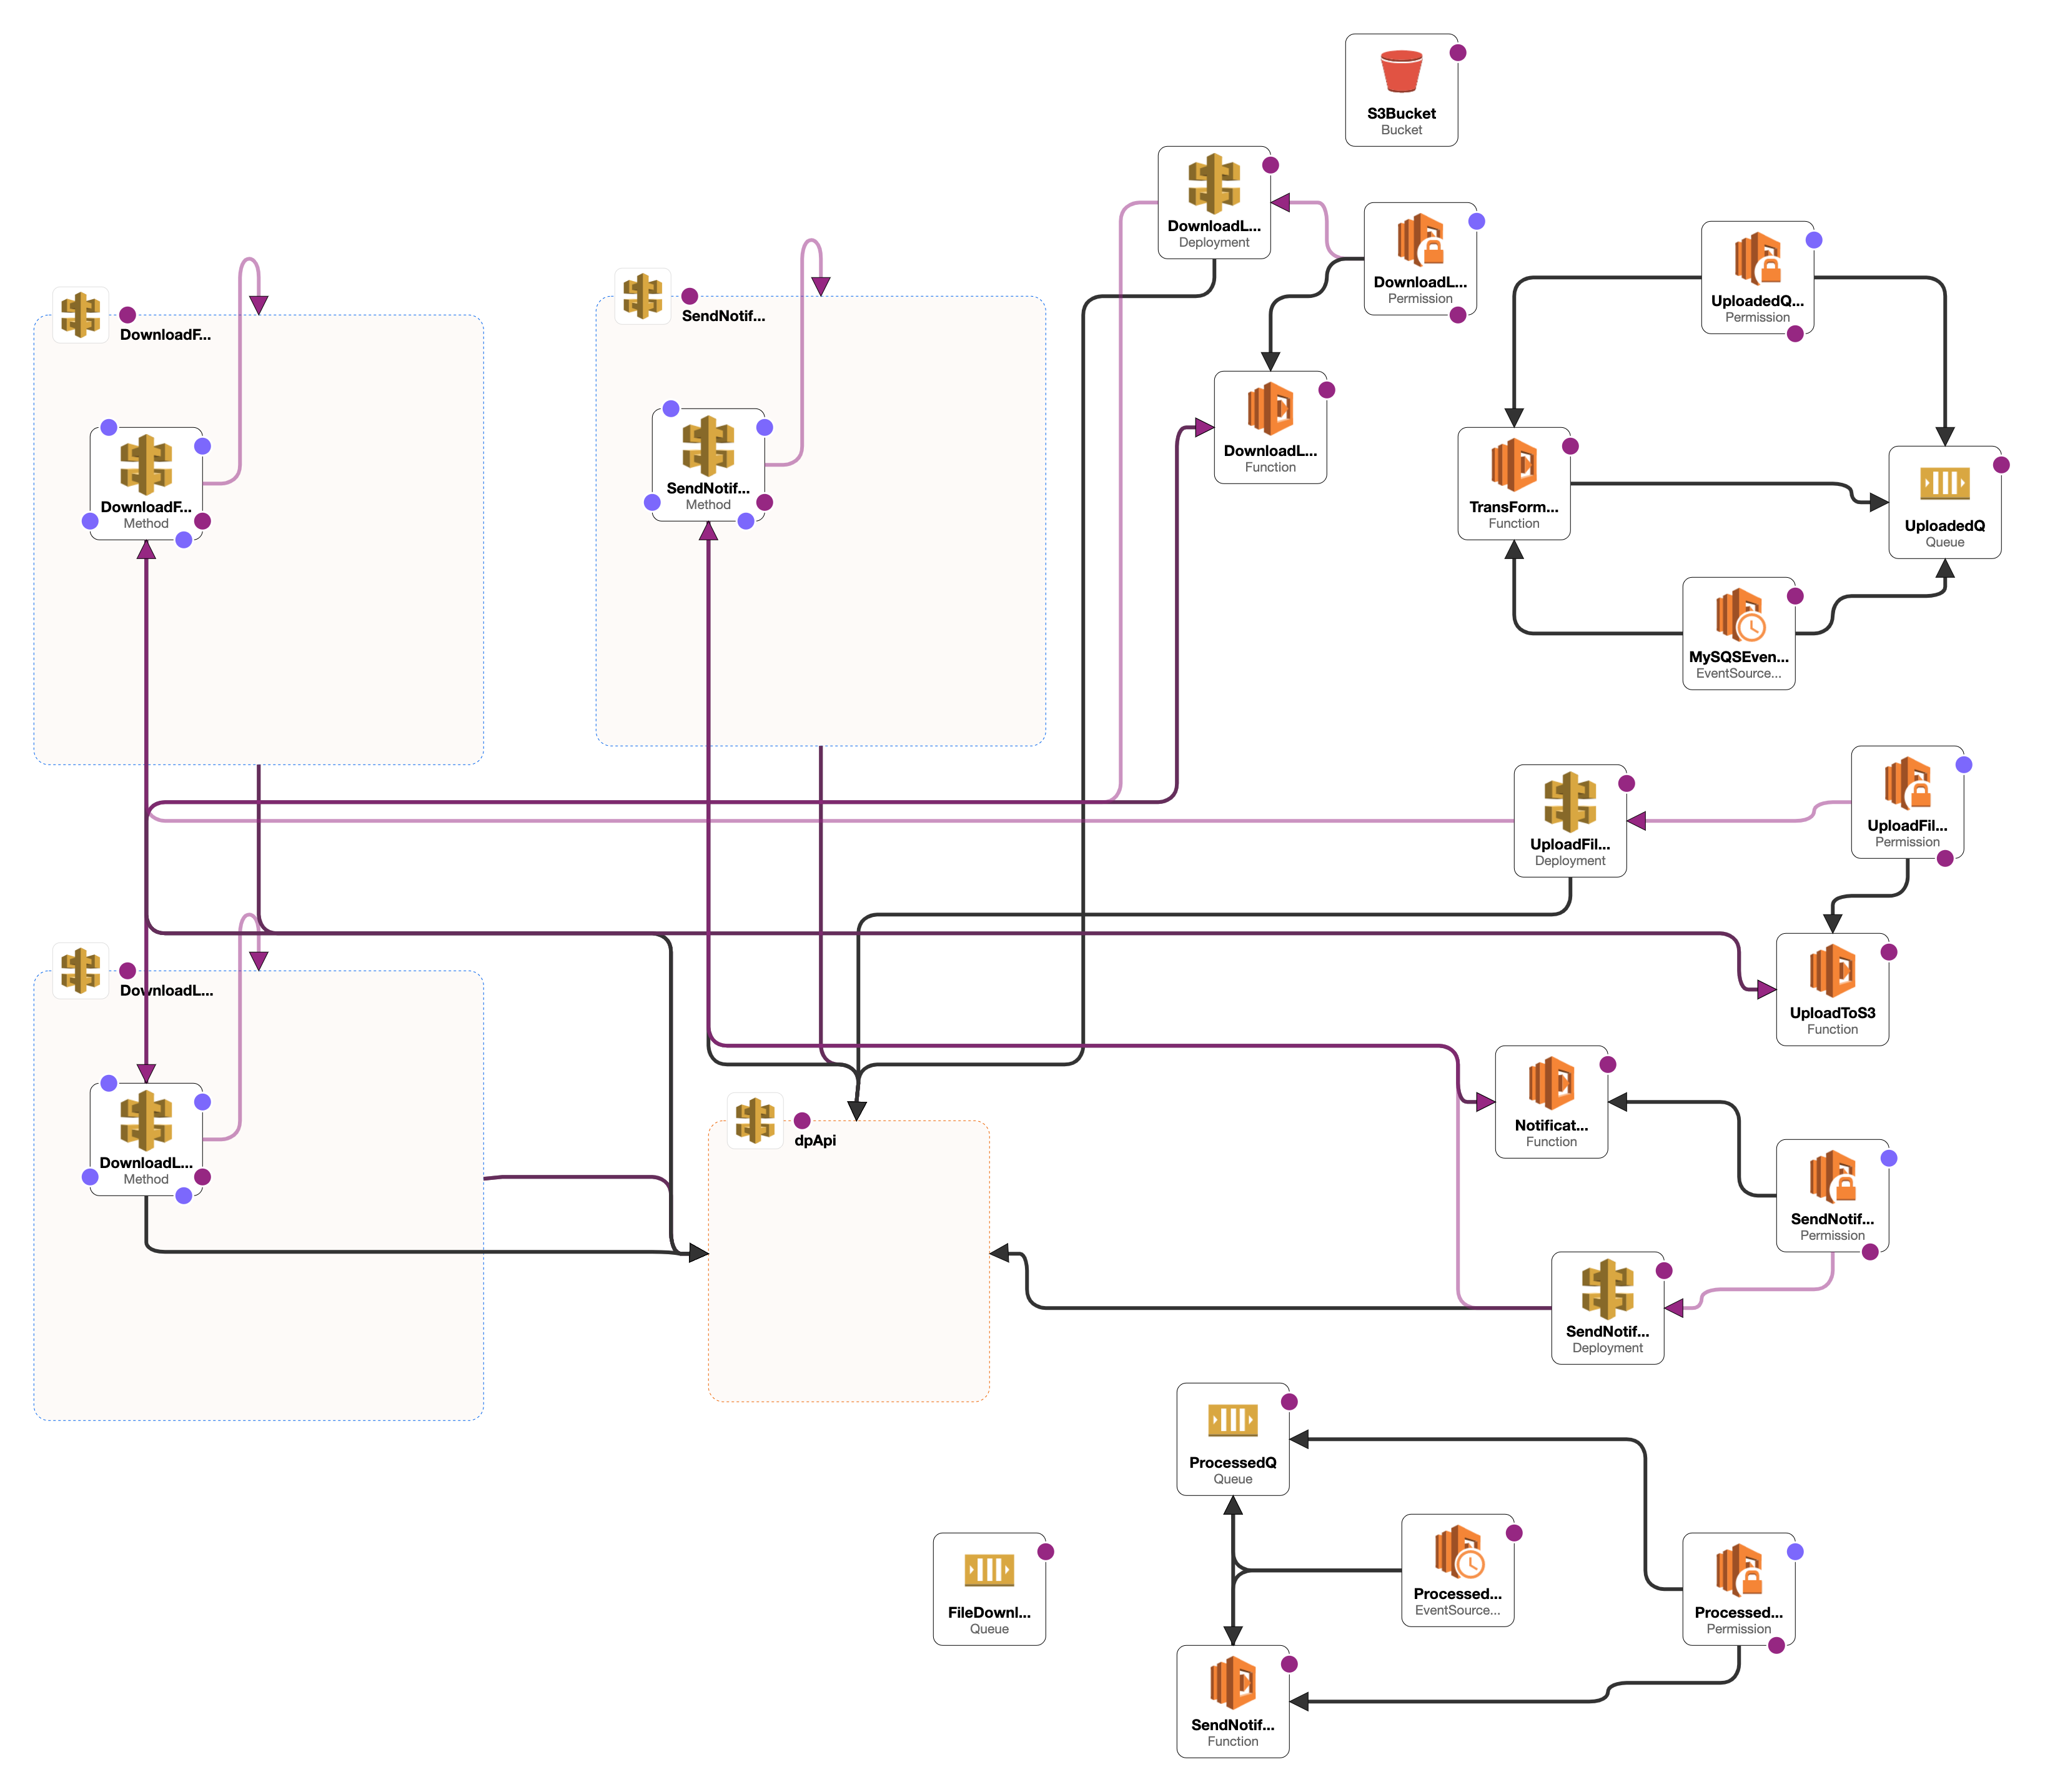 S3Bucket
Bucket
DownloadL...
Deployment
DownloadL...
Permission
UploadedQ...
Permission
DownloadF...
SendNotif...
DownloadL...
Function
DownloadF...
Method
SendNotif...
Method
TransForm...
Function
UploadedQ
Queue
MySQSEven...
EventSource...
UploadFil...
Deployment
UploadFil...
Permission
DownloadL...
UploadToS3
Function
Notificat...
Function
dpApi
DownloadL...
Method
SendNotif...
Permission
SendNotif...
Deployment
ProcessedQ
Queue
FileDownl...
Queue
Processed...
EventSource...
Processed...
Permission
SendNotif...
Function